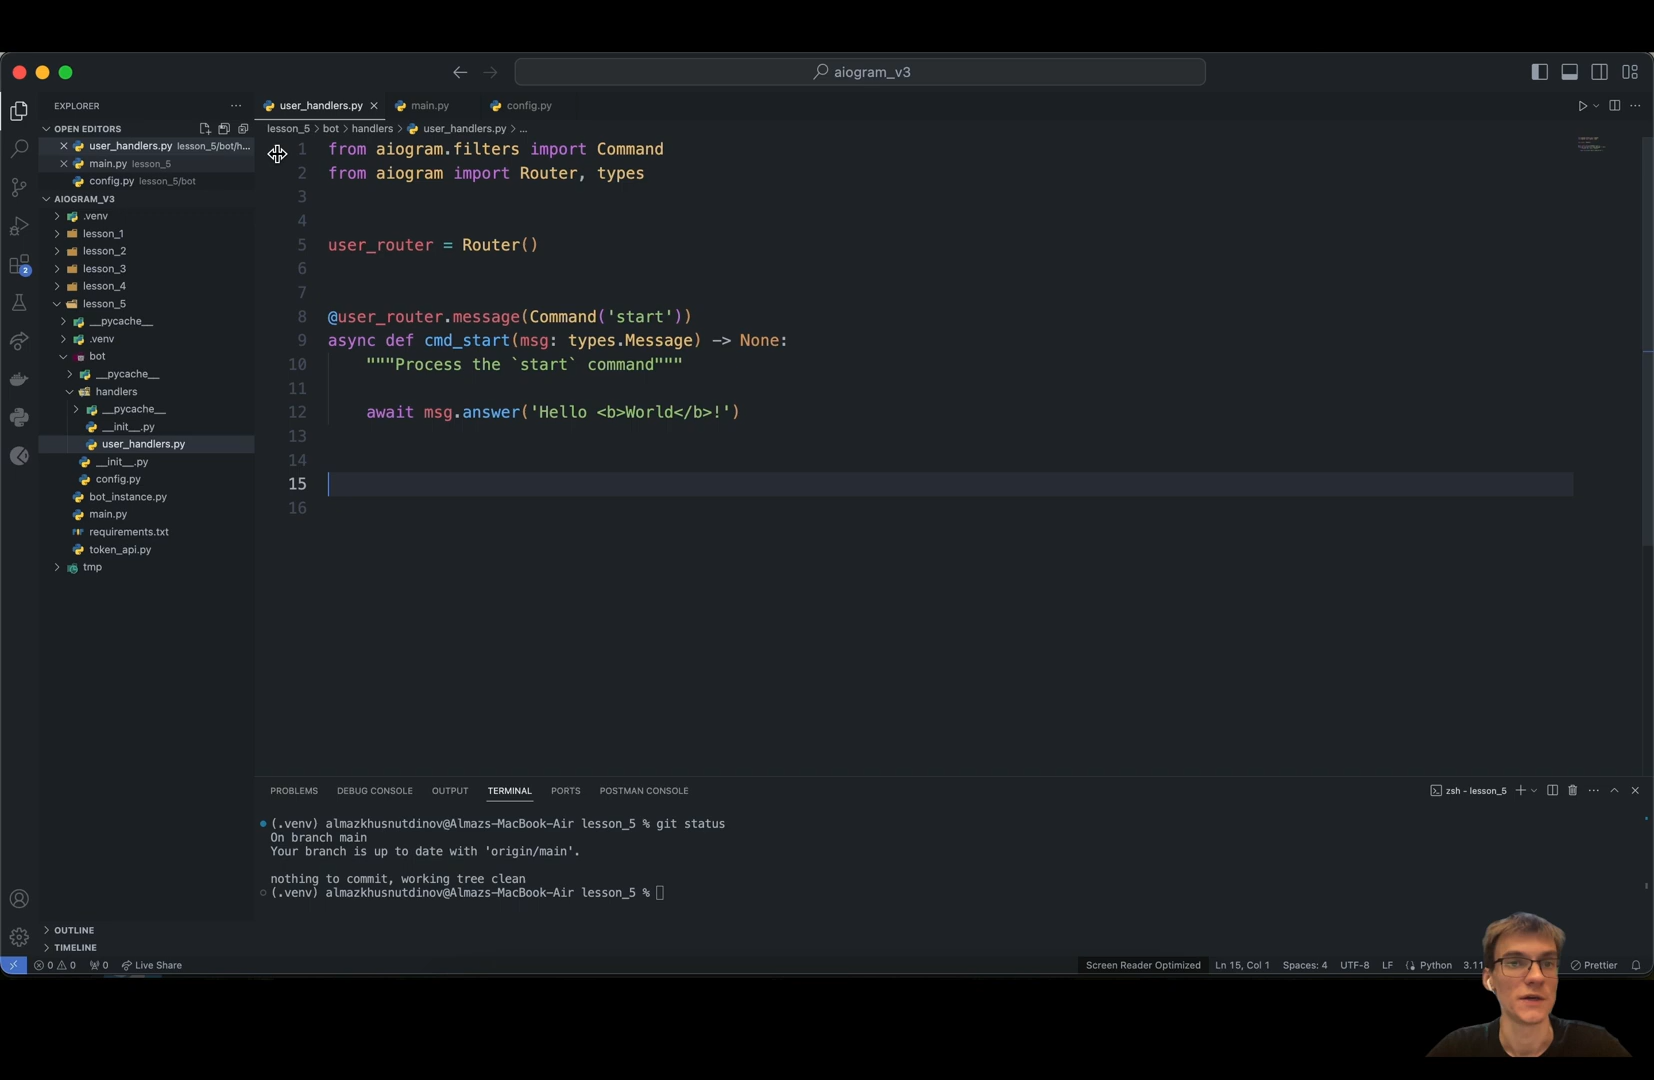 aiogram_v3
EXPLORER
user_handlers.py
main.py
config.py
OPEN EDITORS
lesson_5 > bot > handlers > user_handlers.py > ...
user_handlers.py lesson_5/bot/h...
main.py lesson_5
config.py lesson_5/bot
AIOGRAM_V3
.venv
lesson_1
lesson_2
lesson_3
lesson_4
lesson_5
__pycache__
.venv
bot
__pycache__
handlers
__pycache__
__init__.py
user_handlers.py
__init__.py
config.py
bot_instance.py
main.py
requirements.txt
token_api.py
tmp
OUTLINE
TIMELINE
2
1 from aiogram.filters import Command
2 from aiogram import Router, types
3
4
5 user_router = Router()
6
7
8 @user_router.message(Command('start'))
9 async def cmd_start(msg: types.Message) -> None:
10 """Process the `start` command"""
11
12 await msg.answer('Hello <b>World</b>!')
13
14
15
16
PROBLEMS DEBUG CONSOLE OUTPUT TERMINAL PORTS POSTMAN CONSOLE
zsh - lesson_5
(.venv) almazkhusnutdinov@Almazs-MacBook-Air lesson_5 % git status
On branch main
Your branch is up to date with 'origin/main'.
nothing to commit, working tree clean
(.venv) almazkhusnutdinov@Almazs-MacBook-Air lesson_5 %
0 0 0 Live Share
Screen Reader Optimized Ln 15, Col 1 Spaces: 4 UTF-8 LF Python 3.11 Prettier